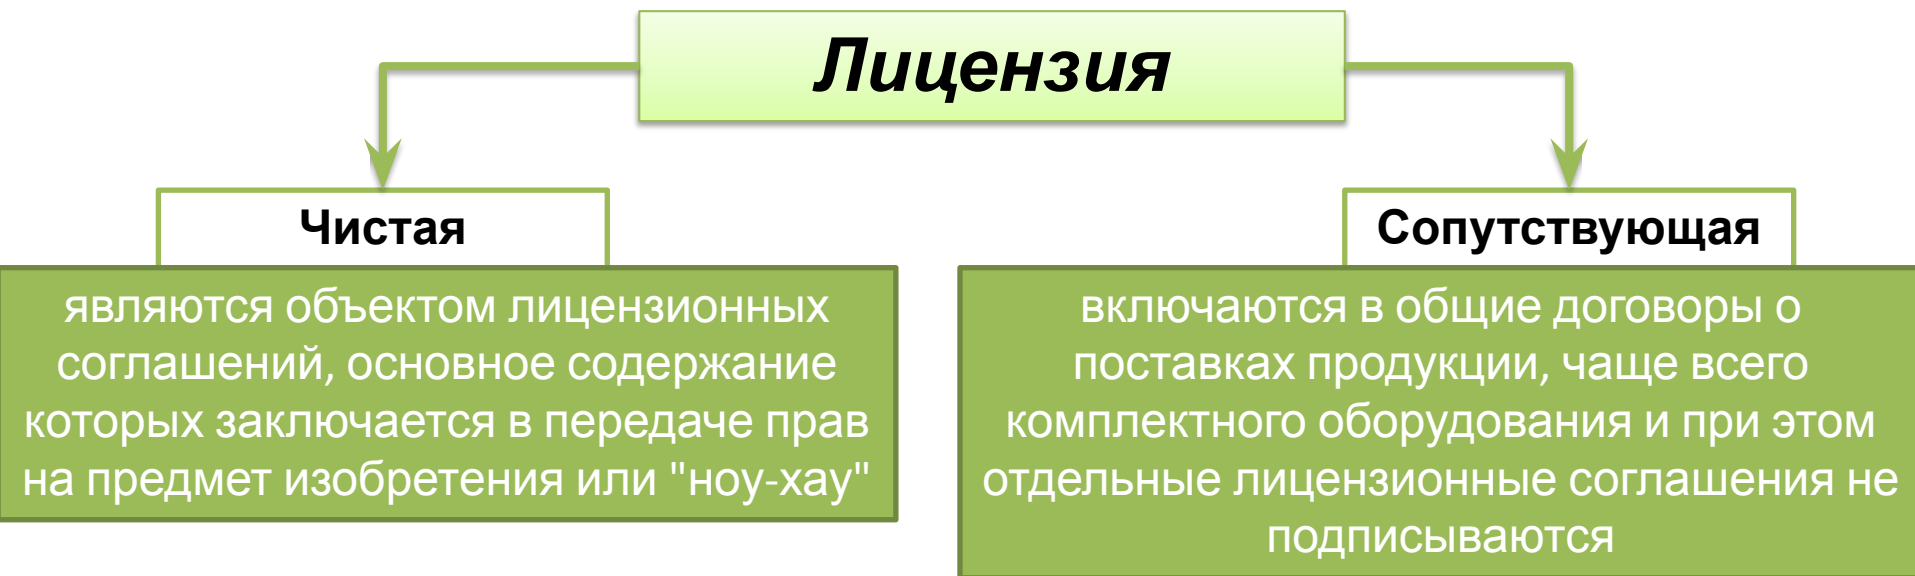 Лицензия
Чистая
являются объектом лицензионных
соглашений, основное содержание
которых заключается в передаче прав
на предмет изобретения или "ноу-хау"
Сопутствующая
включаются в общие договоры о
поставках продукции, чаще всего
комплектного оборудования и при этом
отдельные лицензионные соглашения не
подписываются